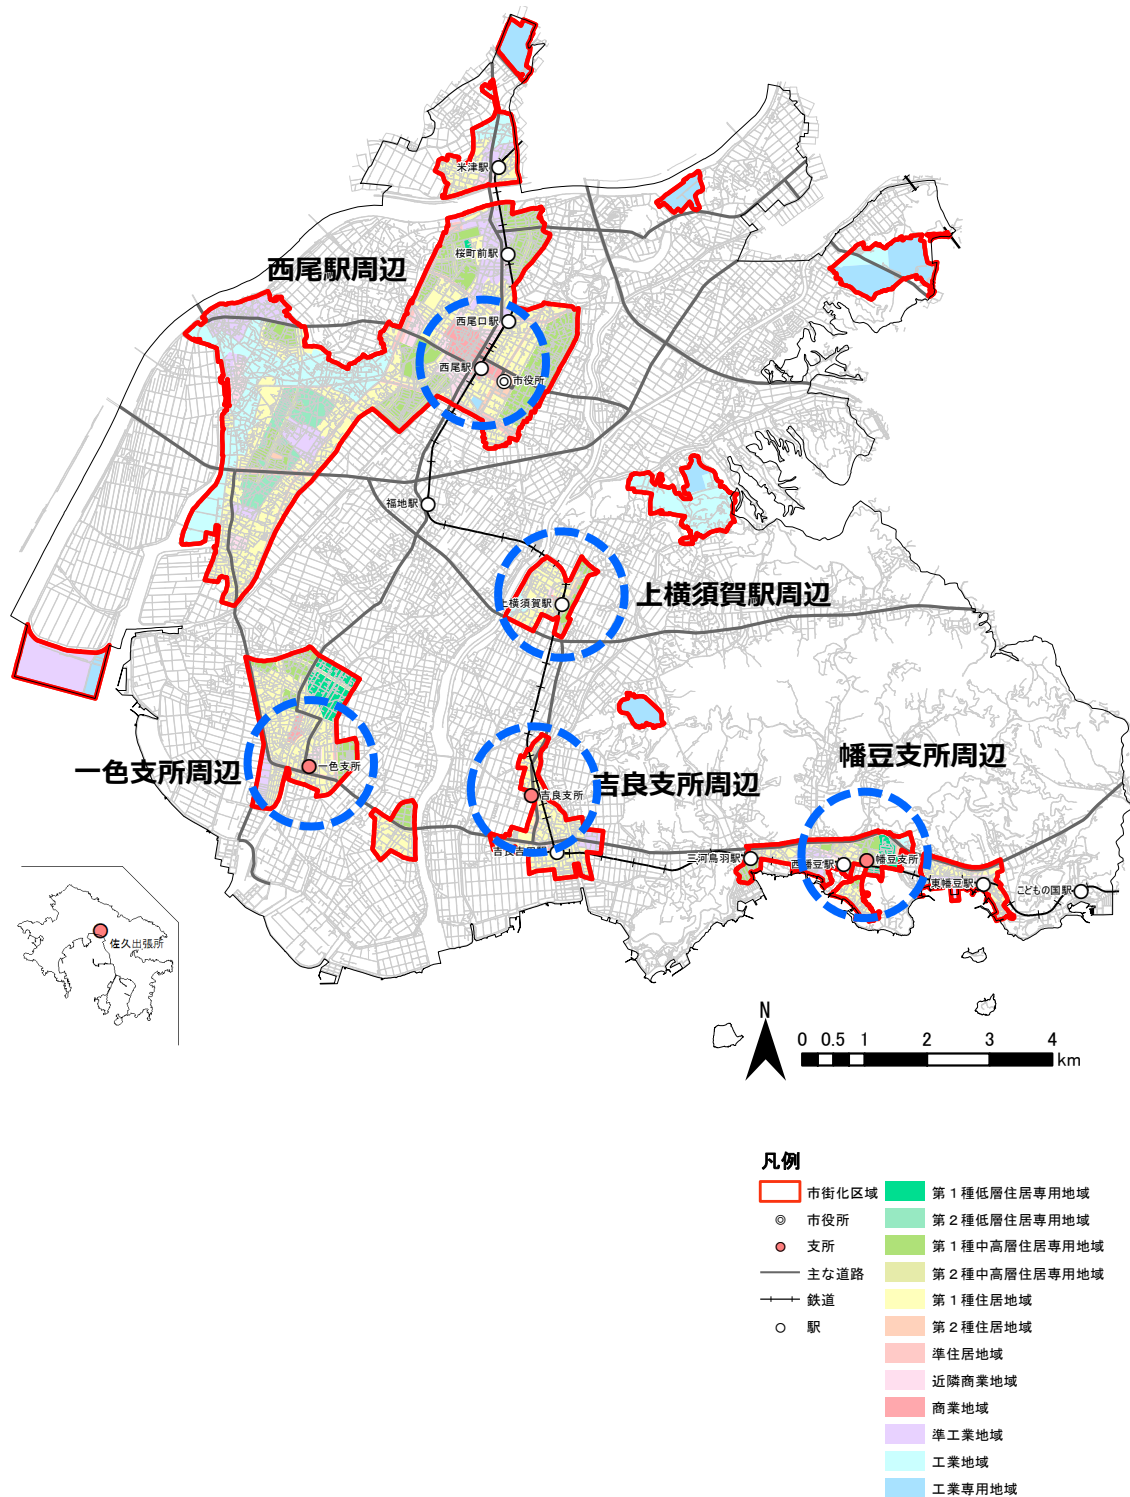 米津駅
桜町前駅
西尾駅周辺
西尾口駅
西尾駅
市役所
福地駅
上横須賀駅
上横須賀駅周辺
一色支所周辺
一色支所
吉良支所
吉良支所周辺
幡豆支所周辺
吉良吉田駅
三河鳥羽駅
西幡豆駅
幡豆支所
東幡豆駅
こどもの国駅
佐久出張所
N
0 0.5 1 2 3 4
km
凡例
市街化区域
市役所
支所
主な道路
鉄道
駅
第１種低層住居専用地域
第２種低層住居専用地域
第１種中高層住居専用地域
第２種中高層住居専用地域
第１種住居地域
第２種住居地域
準住居地域
近隣商業地域
商業地域
準工業地域
工業地域
工業専用地域